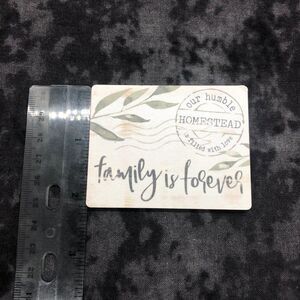 our humble
HOMESTEAD
is filled with love
family is forever